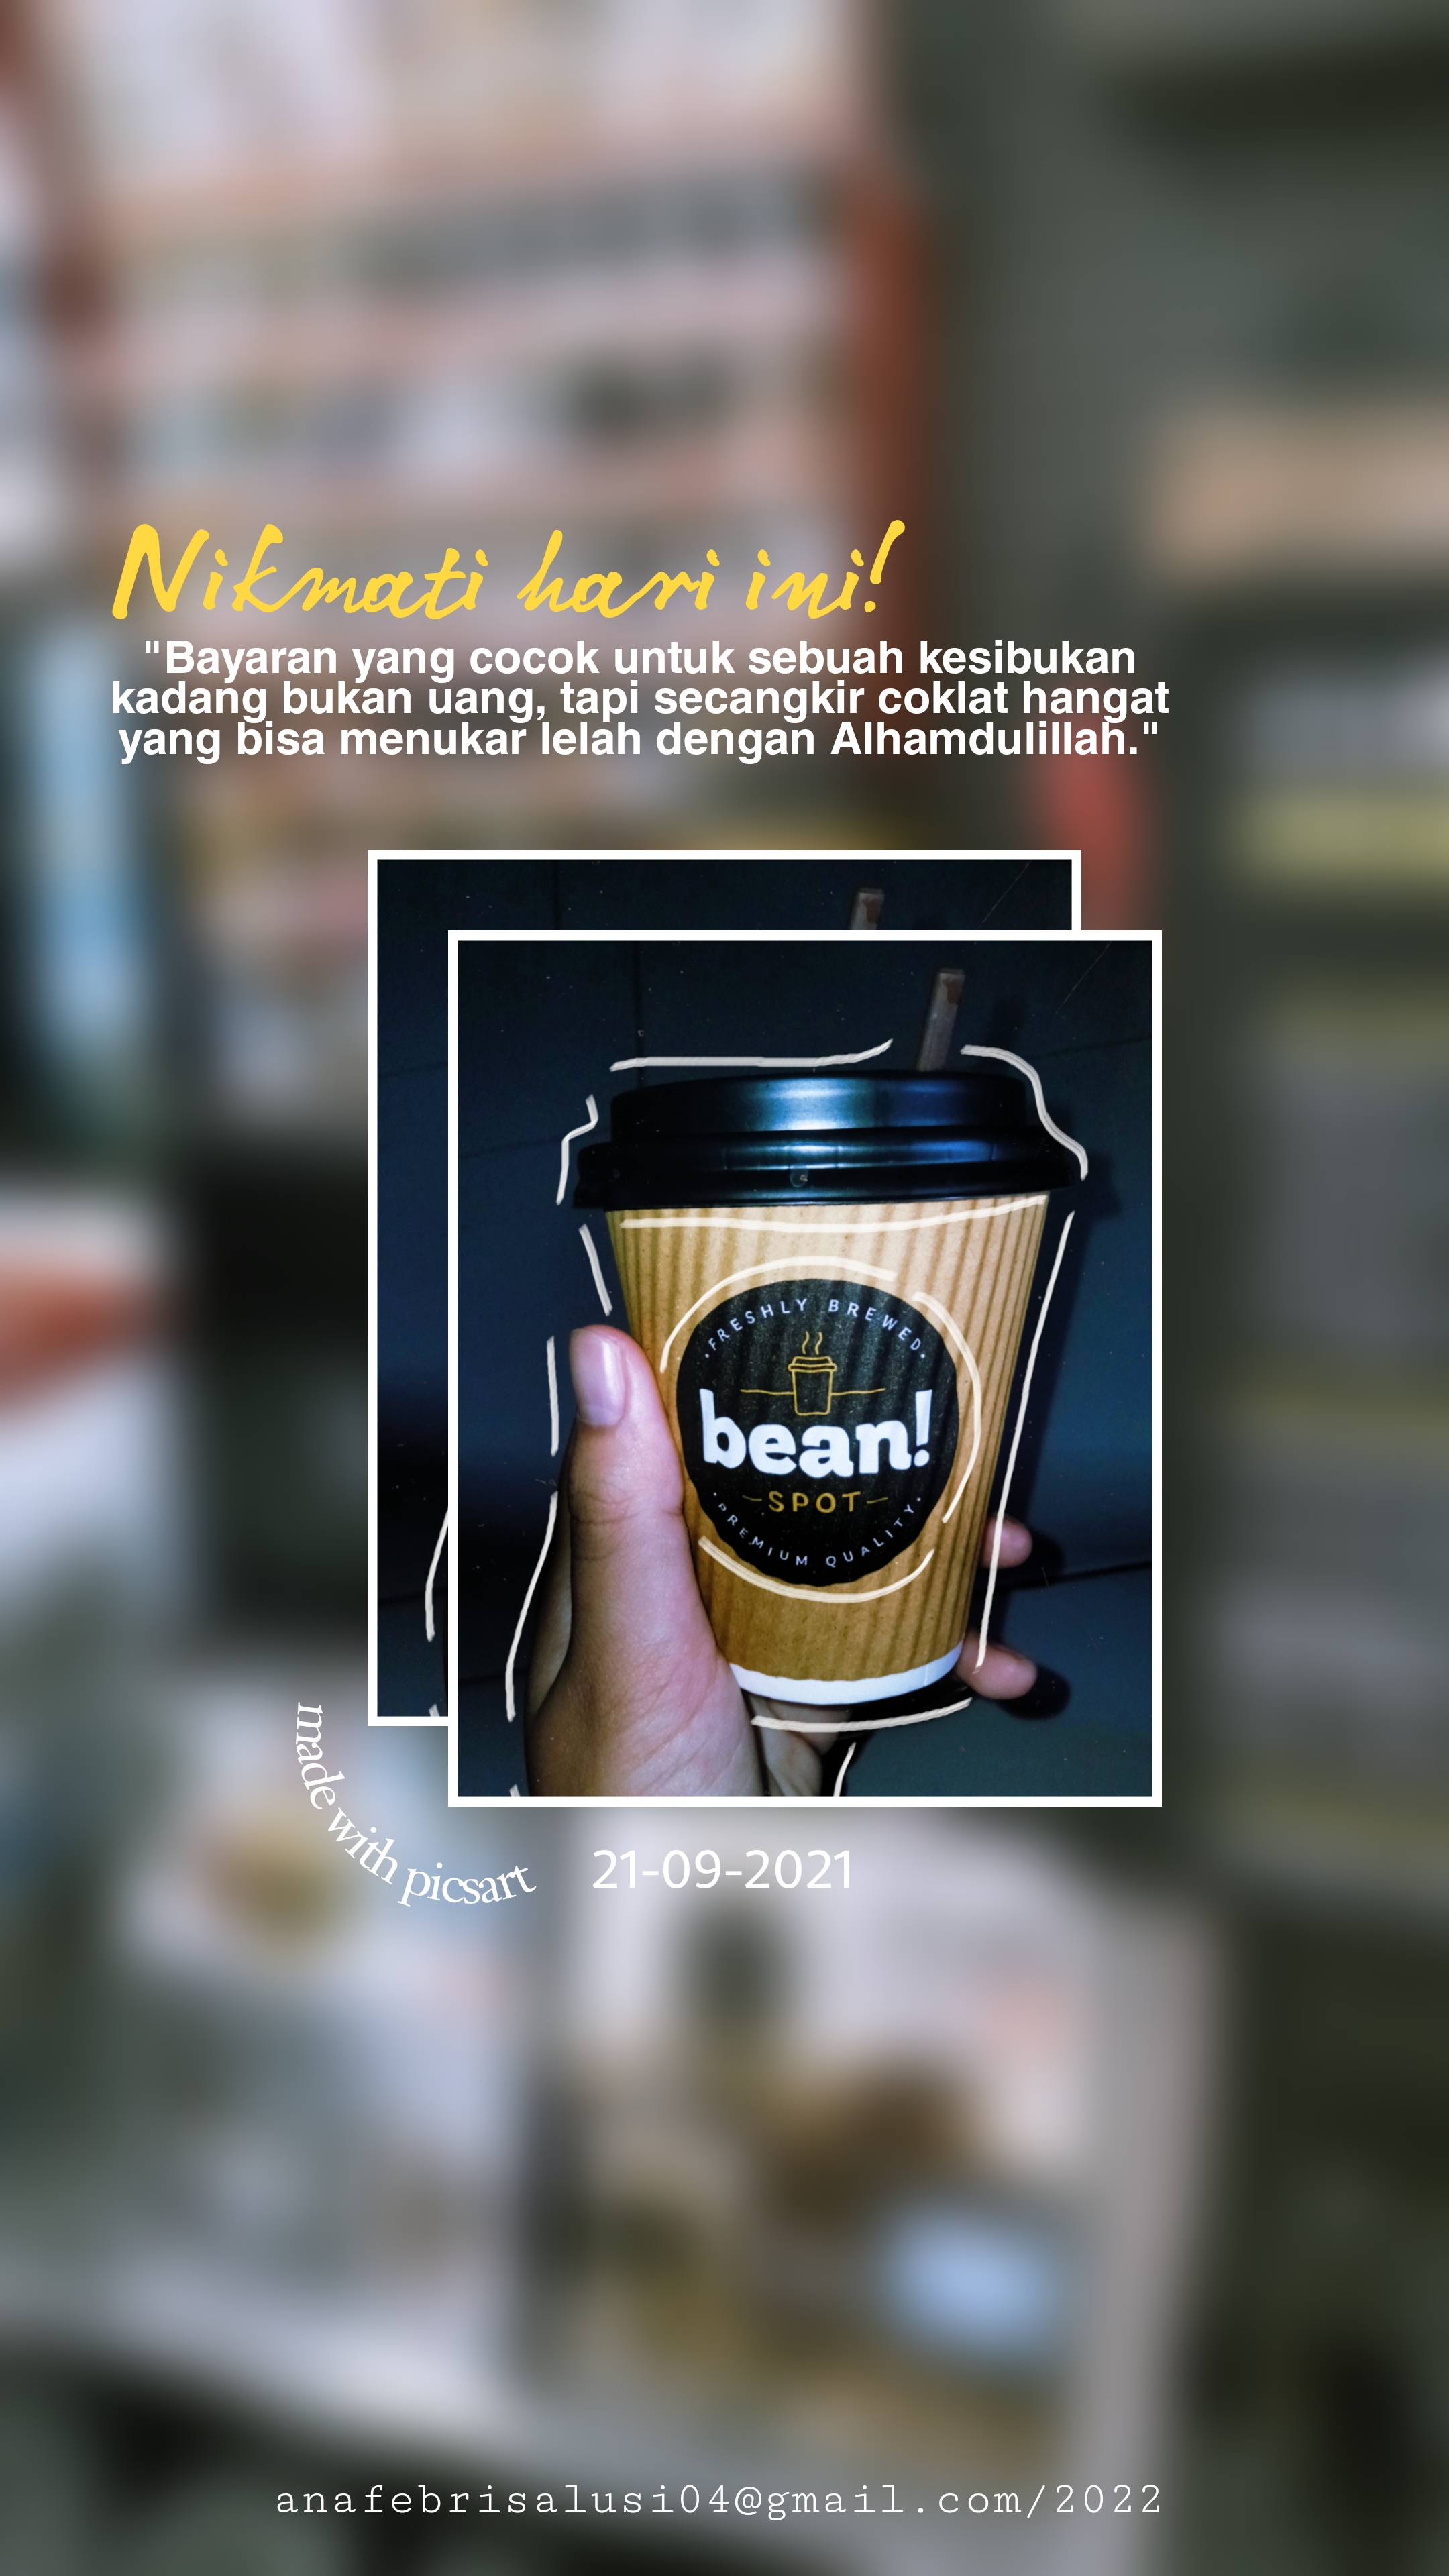 Nikmati hari ini!
"Bayaran yang cocok untuk sebuah kesibukan
kadang bukan uang, tapi secangkir coklat hangat
yang bisa menukar lelah dengan Alhamdulillah."
• FRESHLY BREWED •
bean!
SPOT
• PREMIUM QUALITY •
made with picsart
21-09-2021
anafebrisalusi04@gmail.com/2022